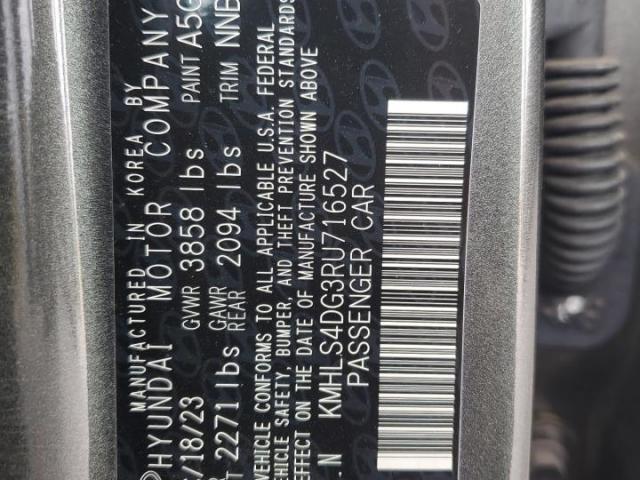 MANUFACTURED IN KOREA BY
HYUNDAI MOTOR COMPANY
/18/23 GVWR 3858 lbs PAINT A5G
2271 lbs GAWR REAR 2094 lbs TRIM NNB
VEHICLE CONFORMS TO ALL APPLICABLE U.S.A. FEDERAL
VEHICLE SAFETY, BUMPER, AND THEFT PREVENTION STANDARDS
EFFECT ON THE DATE OF MANUFACTURE SHOWN ABOVE
KMHLS4DG3RU716527
PASSENGER CAR